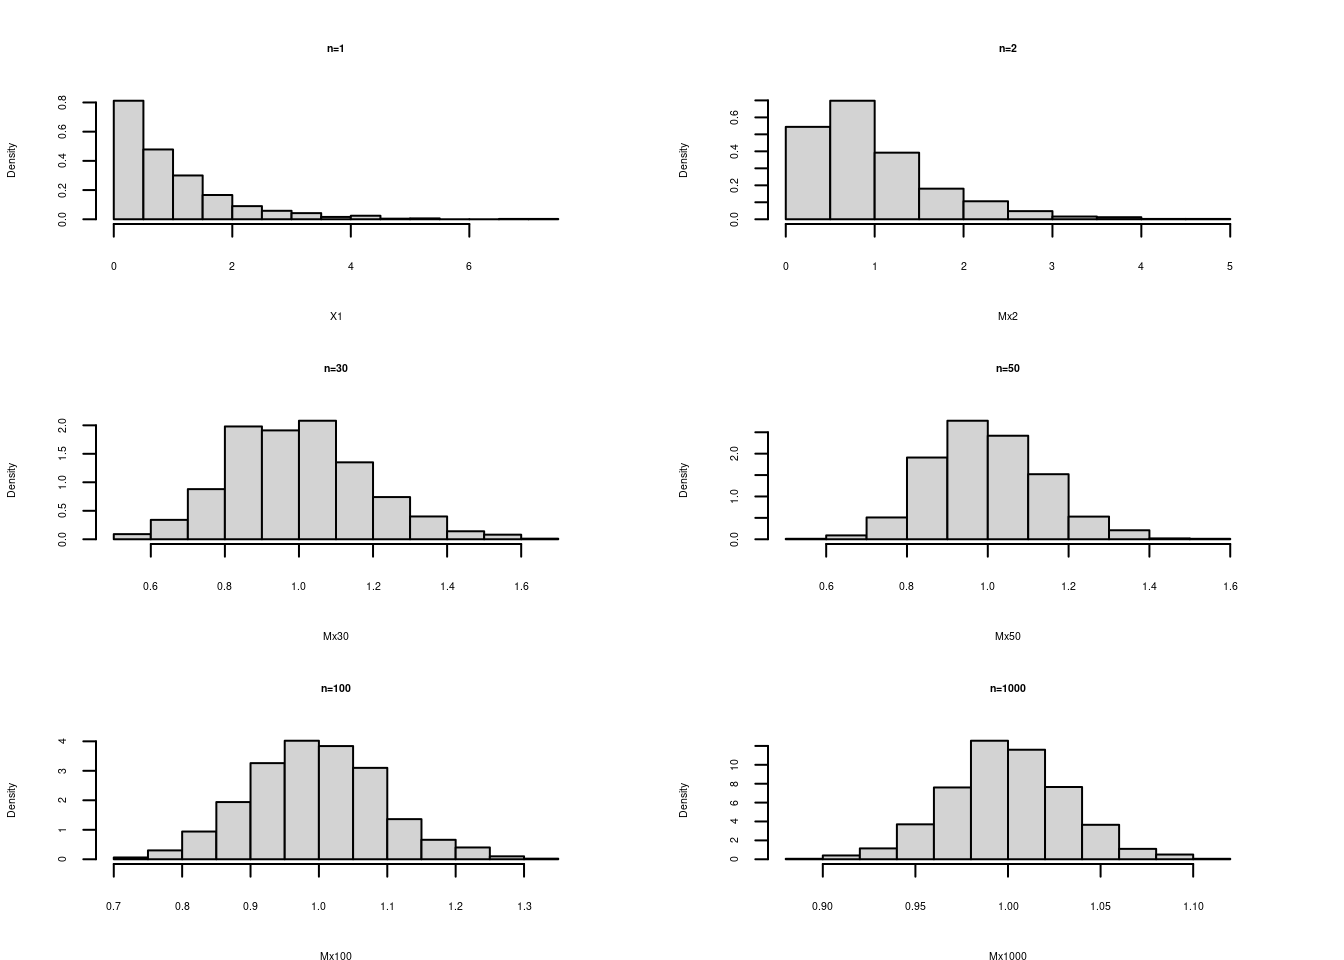 n=1
Density
0.0 0.2 0.4 0.6 0.8
0 2 4 6
X1
n=2
Density
0.0 0.2 0.4 0.6
0 1 2 3 4 5
Mx2
n=30
Density
0.0 0.5 1.0 1.5 2.0
0.6 0.8 1.0 1.2 1.4 1.6
Mx30
n=50
Density
0.0 1.0 2.0
0.6 0.8 1.0 1.2 1.4 1.6
Mx50
n=100
Density
0 1 2 3 4
0.7 0.8 0.9 1.0 1.1 1.2 1.3
Mx100
n=1000
Density
0 2 4 6 8 10
0.90 0.95 1.00 1.05 1.10
Mx1000